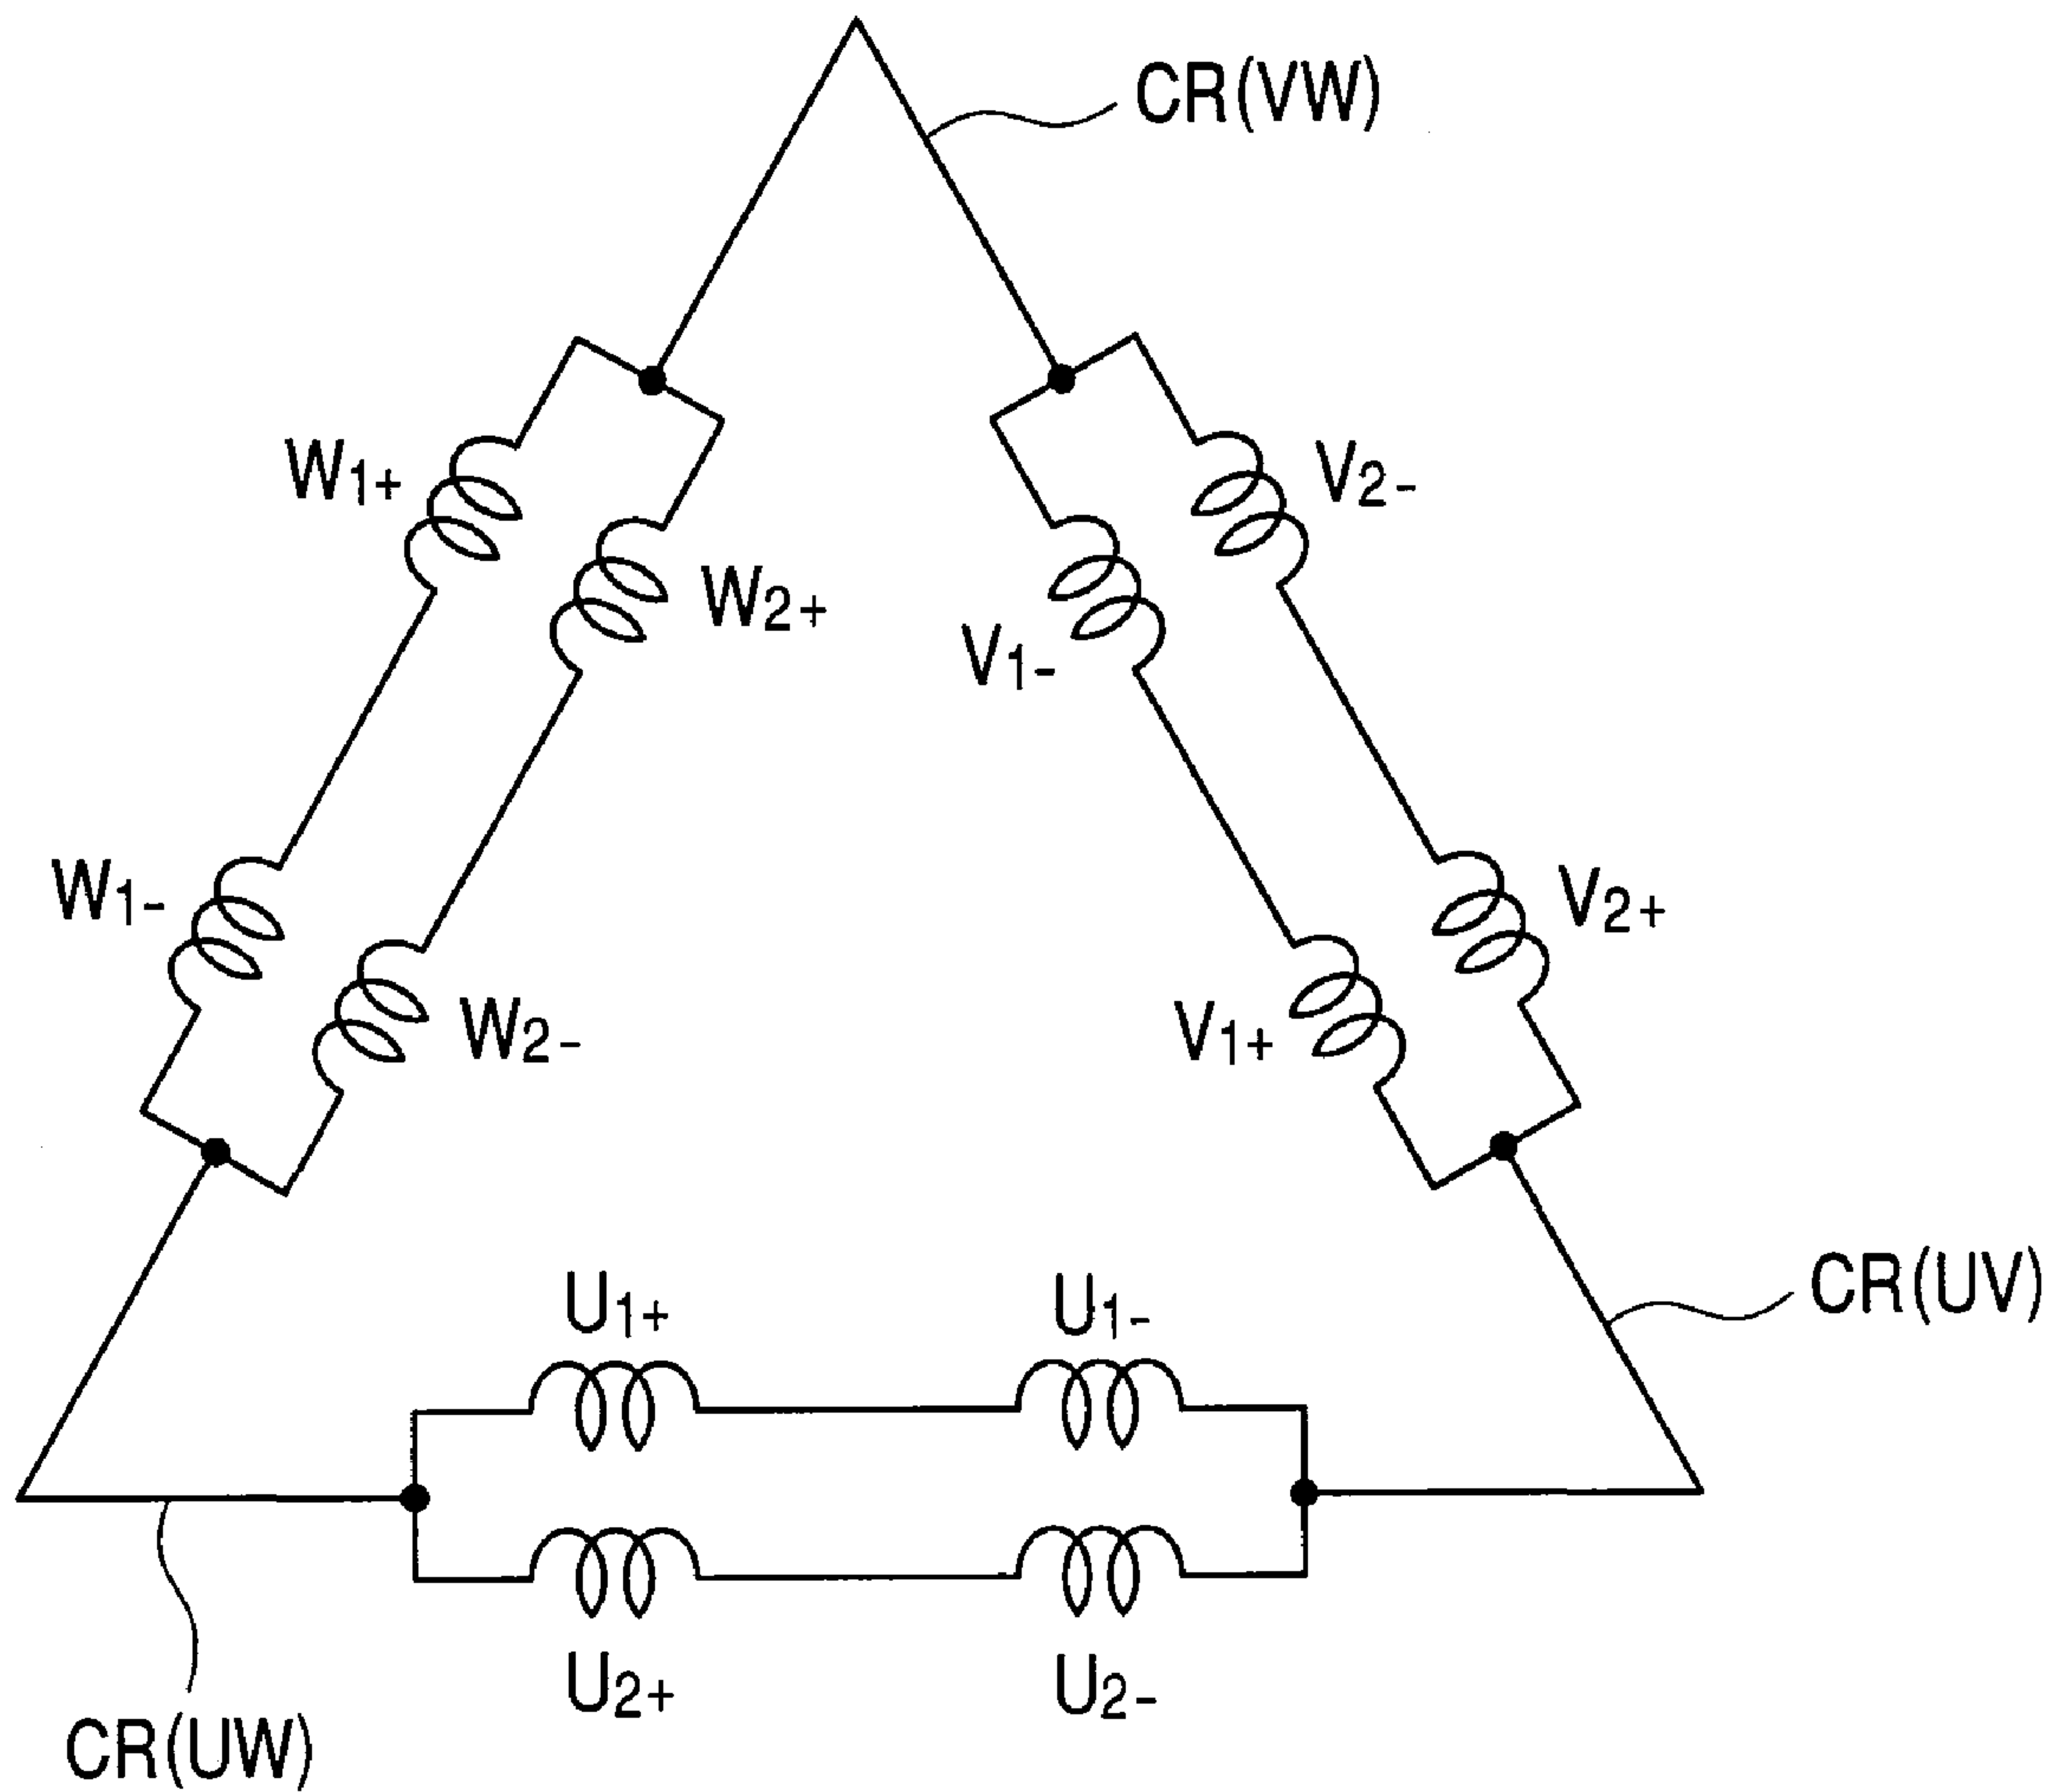 CR(VW)
W1+
V2-
W2+
V1-
W1-
V2+
W2-
V1+
CR(UV)
U1+
U1-
U2+
U2-
CR(UW)